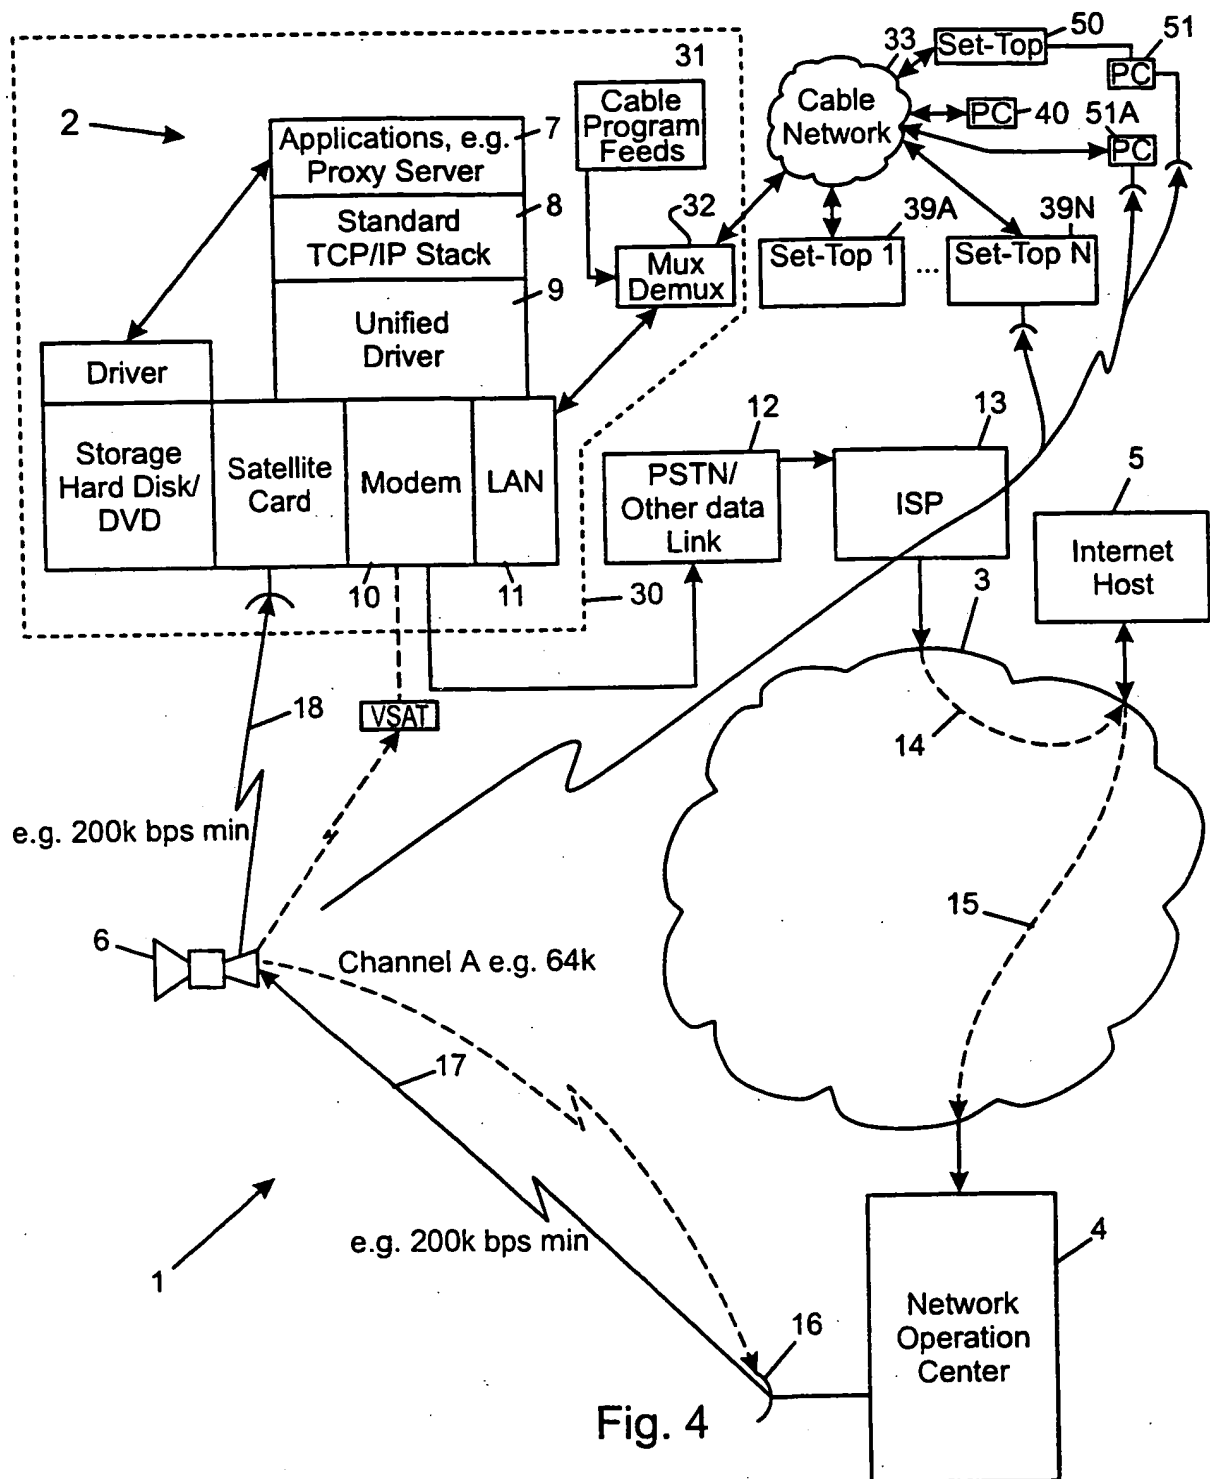 2
Applications, e.g.
Proxy Server
7
Standard
TCP/IP Stack
8
Unified
Driver
9
Driver
Storage
Hard Disk/
DVD
Satellite
Card
Modem
LAN
10
11
30
31
Cable
Program
Feeds
32
Mux
Demux
33
Cable
Network
Set-Top
50
51
PC
PC
40
51A
PC
39A
39N
Set-Top 1
...
Set-Top N
12
PSTN/
Other data
Link
13
ISP
5
Internet
Host
3
14
15
18
VSAT
e.g. 200k bps min
6
Channel A e.g. 64k
17
e.g. 200k bps min
1
16
4
Network
Operation
Center
Fig. 4